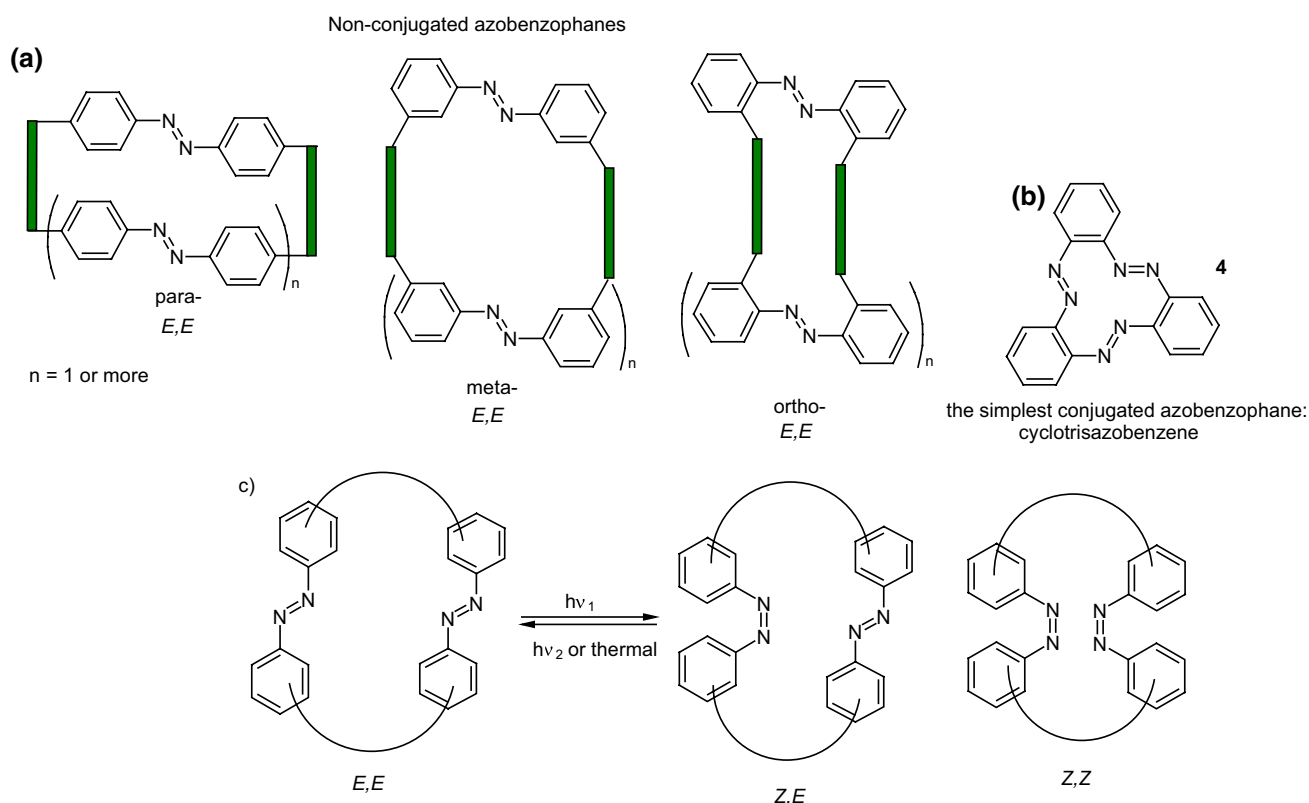 Non-conjugated azobenzophanes
(a)
N
N
N
N
n
para-
E,E
n = 1 or more
N
N
N
N
n
meta-
E,E
N
N
N
N
n
ortho-
E,E
(b)
N
N
N
N
N
N
4
the simplest conjugated azobenzophane:
cyclotrisazobenzene
c)
N
N
N
N
E,E
hν1
hν2 or thermal
N
N
N
N
Z.E
N
N
N
N
Z,Z